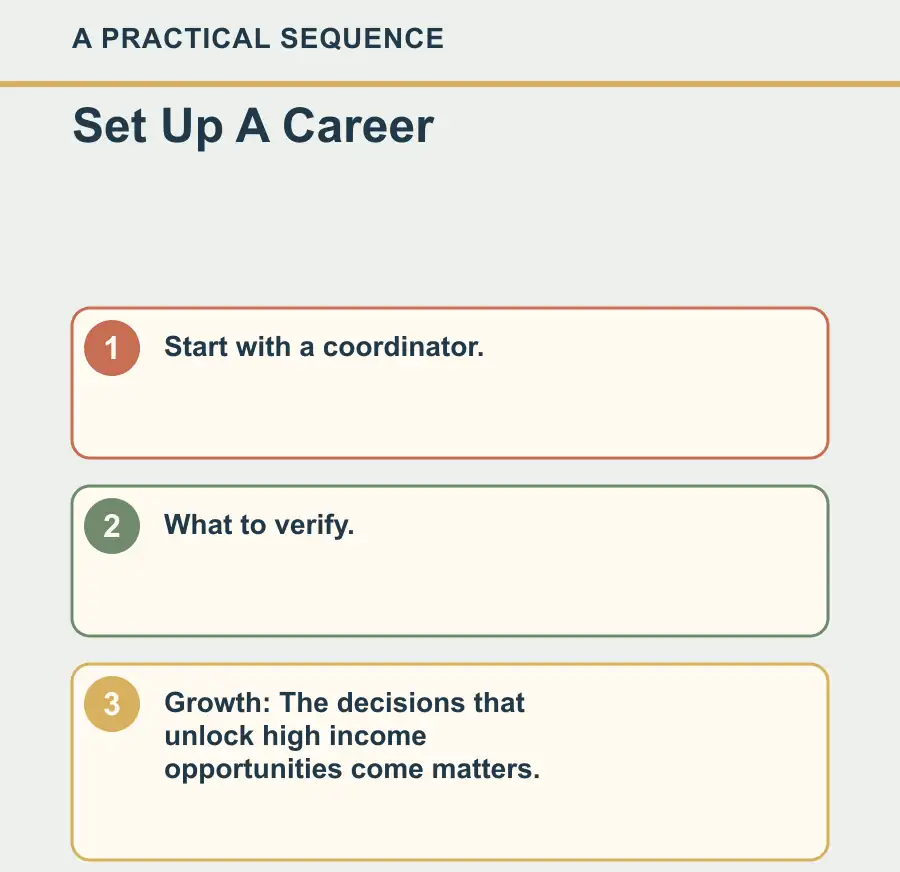 A PRACTICAL SEQUENCE
Set Up A Career
1
Start with a coordinator.
2
What to verify.
3
Growth: The decisions that
unlock high income
opportunities come matters.